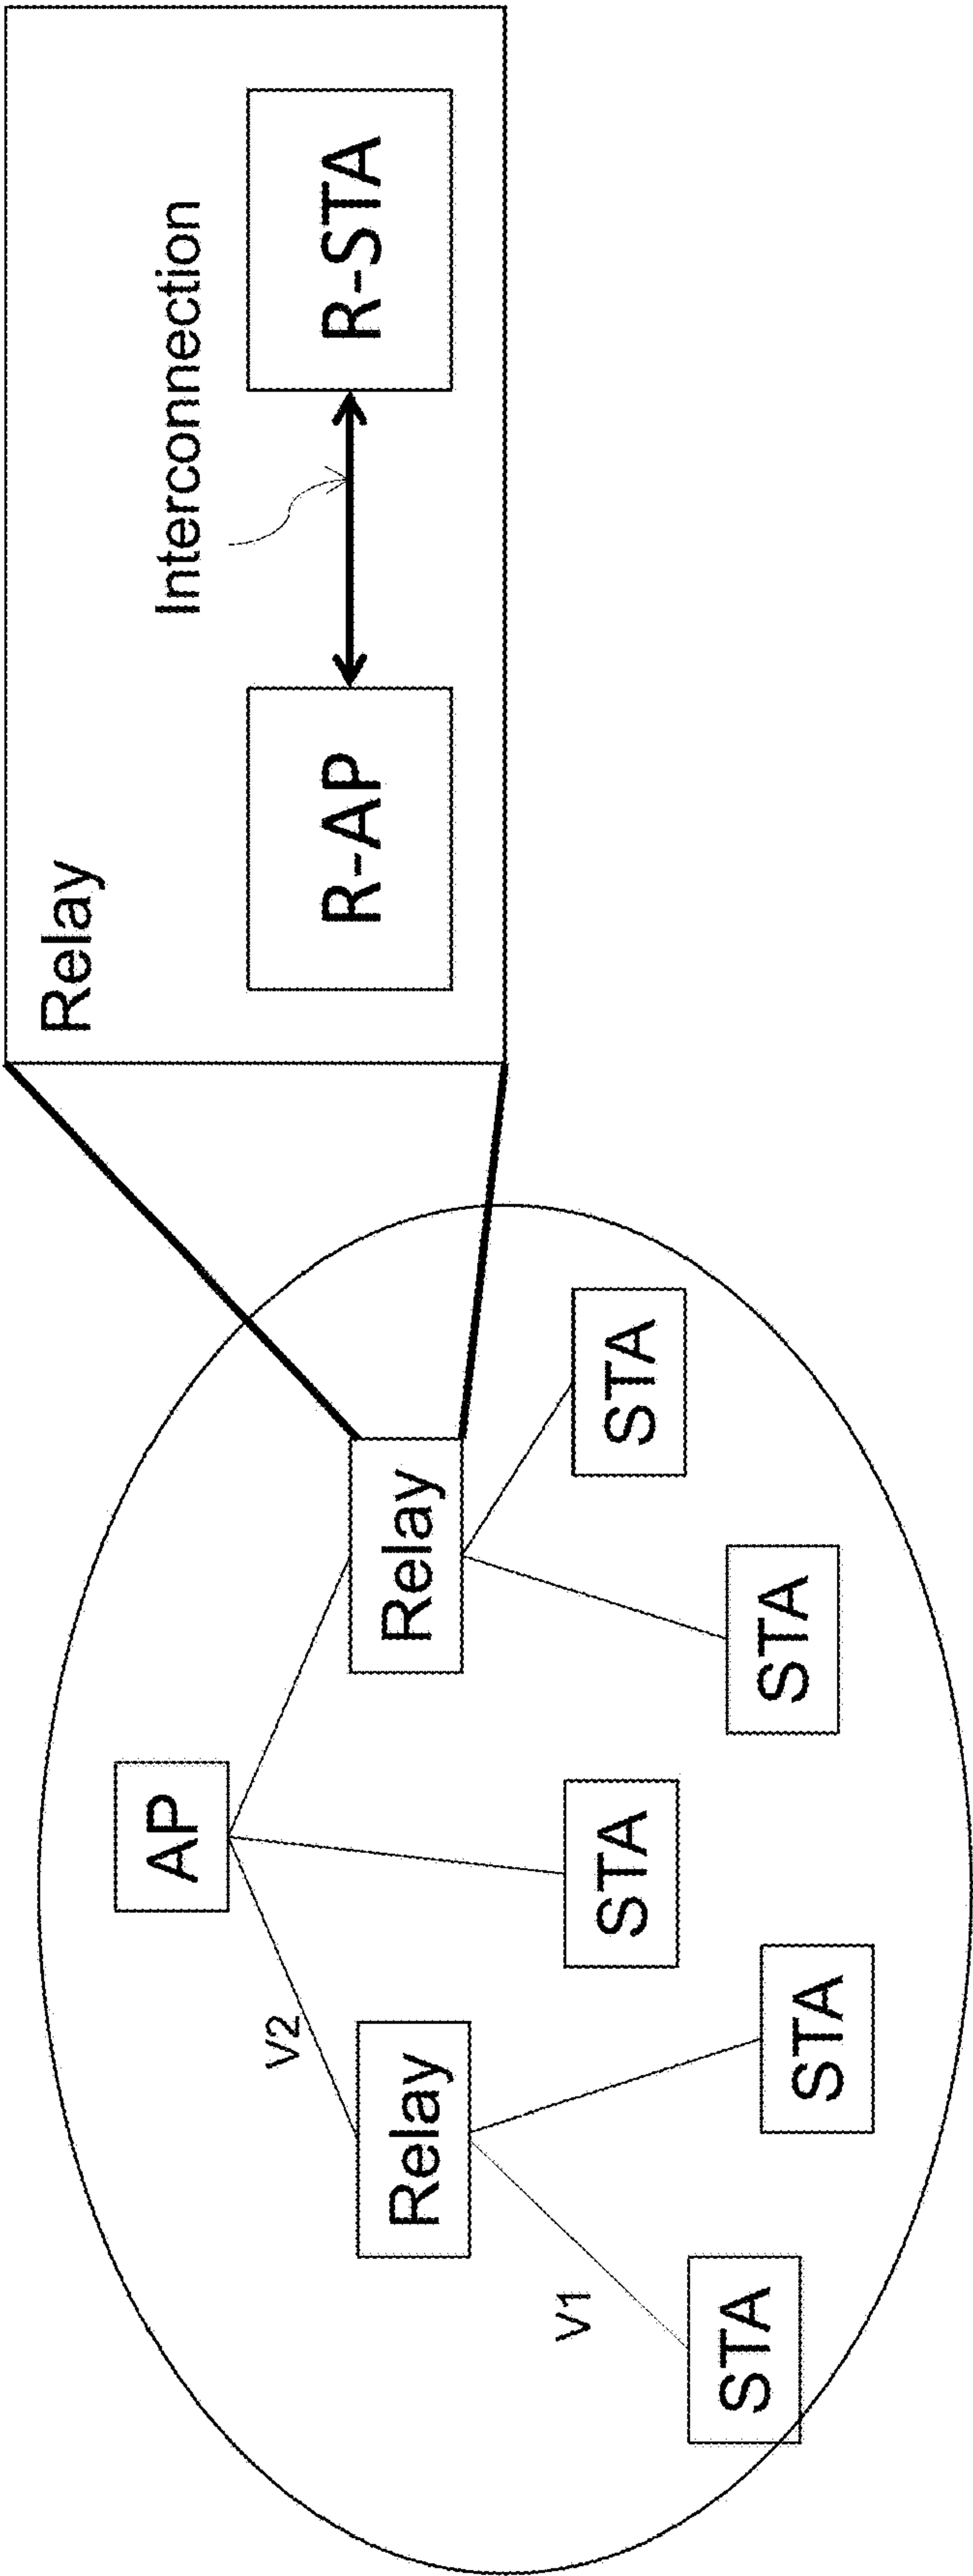 AP
V2
Relay
Relay
V1
STA
STA
STA
STA
STA
Relay
Interconnection
R-AP
R-STA